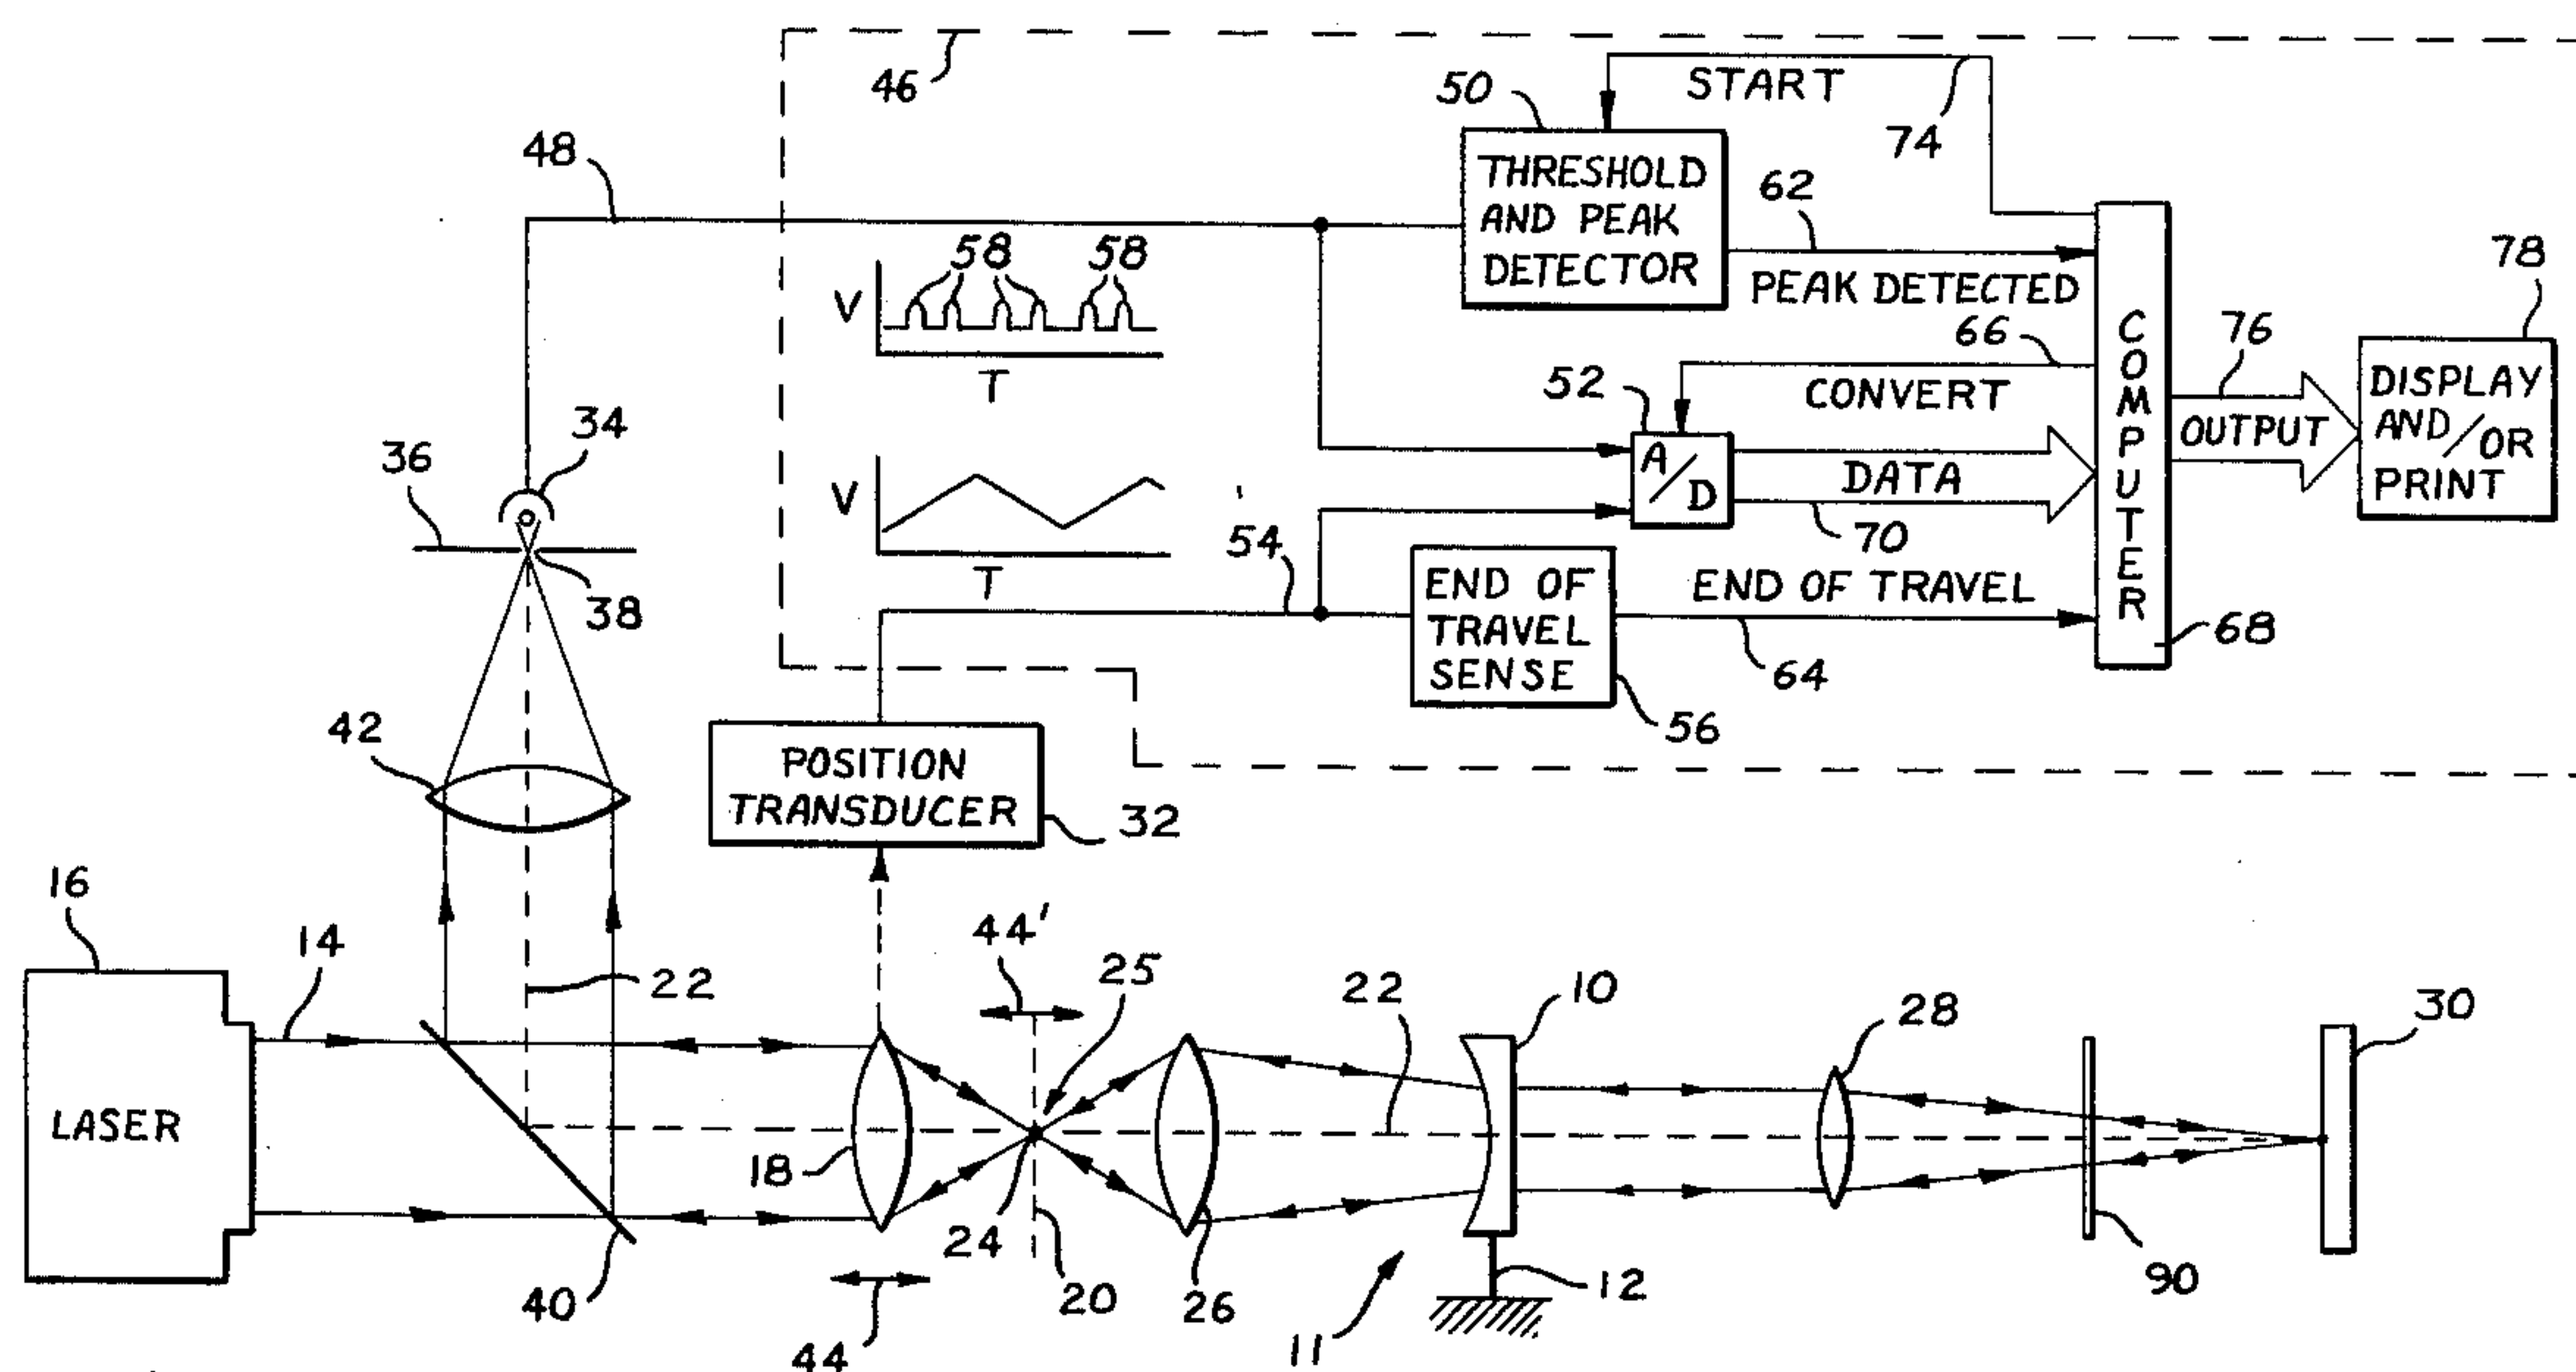 46
START
74
50
THRESHOLD
AND PEAK
DETECTOR
62
PEAK DETECTED
48
58 58
V
T
66
CONVERT
52
A/D
DATA
70
COMPUTER
68
76
OUTPUT
78
DISPLAY
AND/OR
PRINT
34
36
38
V
T
54
END OF
TRAVEL
SENSE
56
END OF TRAVEL
64
42
POSITION
TRANSDUCER
32
16
LASER
14
22
40
18
44
44'
25
24
20
26
22
10
11
12
28
90
30